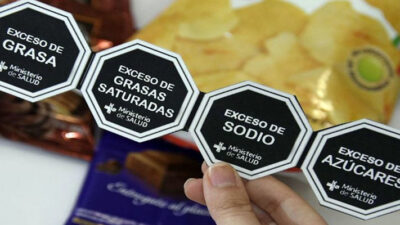 EXCESO DE
GRASA
Ministerio
de SALUD
EXCESO DE
GRASAS
SATURADAS
Ministerio
de SALUD
EXCESO DE
SODIO
Ministerio
de SALUD
EXCESO DE
AZÚCARES
Ministerio
de SALUD